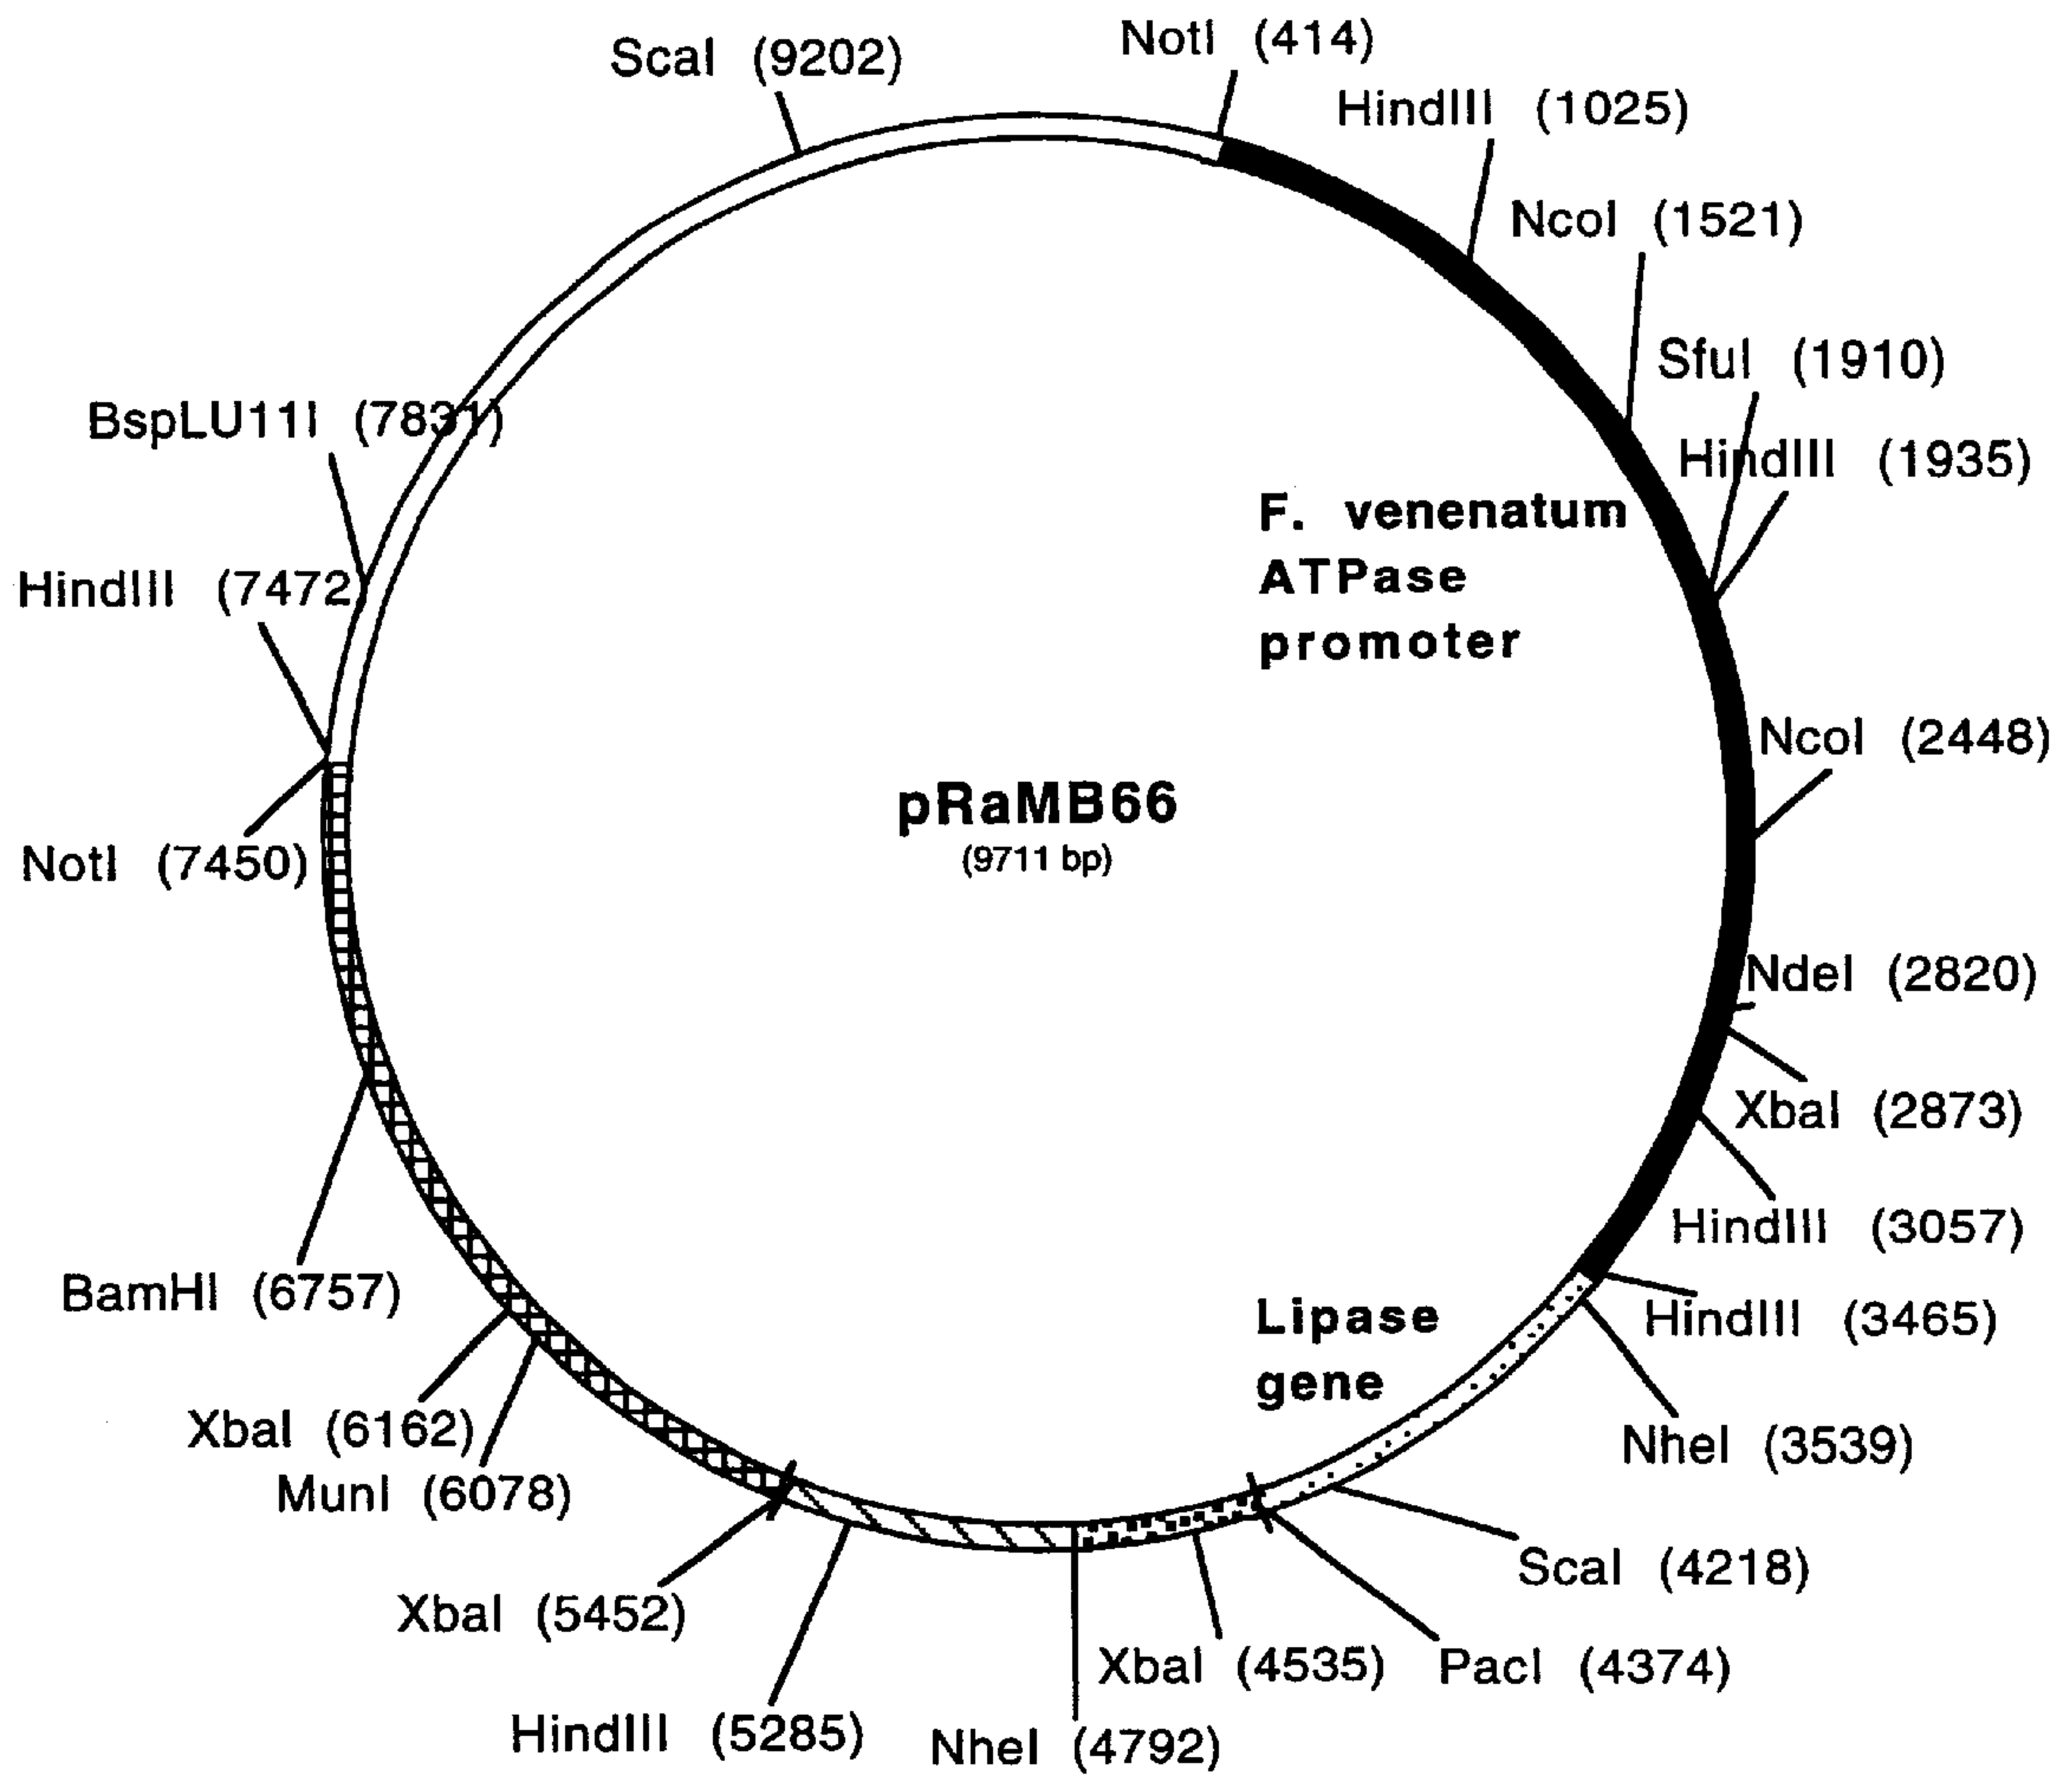 NotI (414)
HindIII (1025)
NcoI (1521)
SfuI (1910)
HindIII (1935)
NcoI (2448)
NdeI (2820)
XbaI (2873)
HindIII (3057)
HindIII (3465)
NheI (3539)
ScaI (4218)
PacI (4374)
XbaI (4535)
NheI (4792)
HindIII (5285)
XbaI (5452)
MunI (6078)
XbaI (6162)
BamHI (6757)
NotI (7450)
HindIII (7472)
BspLU11I (7831)
ScaI (9202)
F. venenatum
ATPase
promoter
pRaMB66
(9711 bp)
Lipase
gene